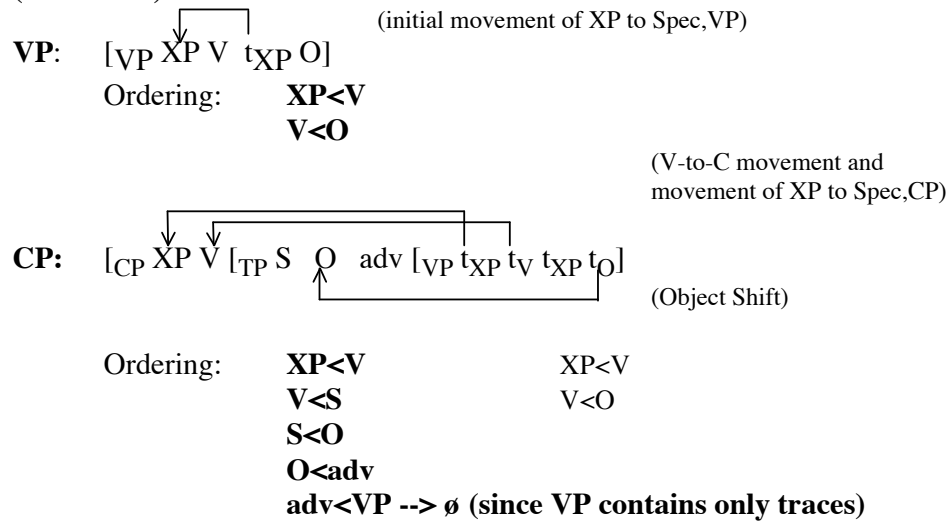 (initial movement of XP to Spec,VP)
VP: [VP XP V tXP O]
Ordering: XP<V
V<O
(V-to-C movement and
movement of XP to Spec,CP)
CP: [CP XP V [TP S O adv [VP tXP tV tXP tO]
(Object Shift)
Ordering: XP<V XP<V
V<S V<O
S<O
O<adv
adv<VP --> ø (since VP contains only traces)